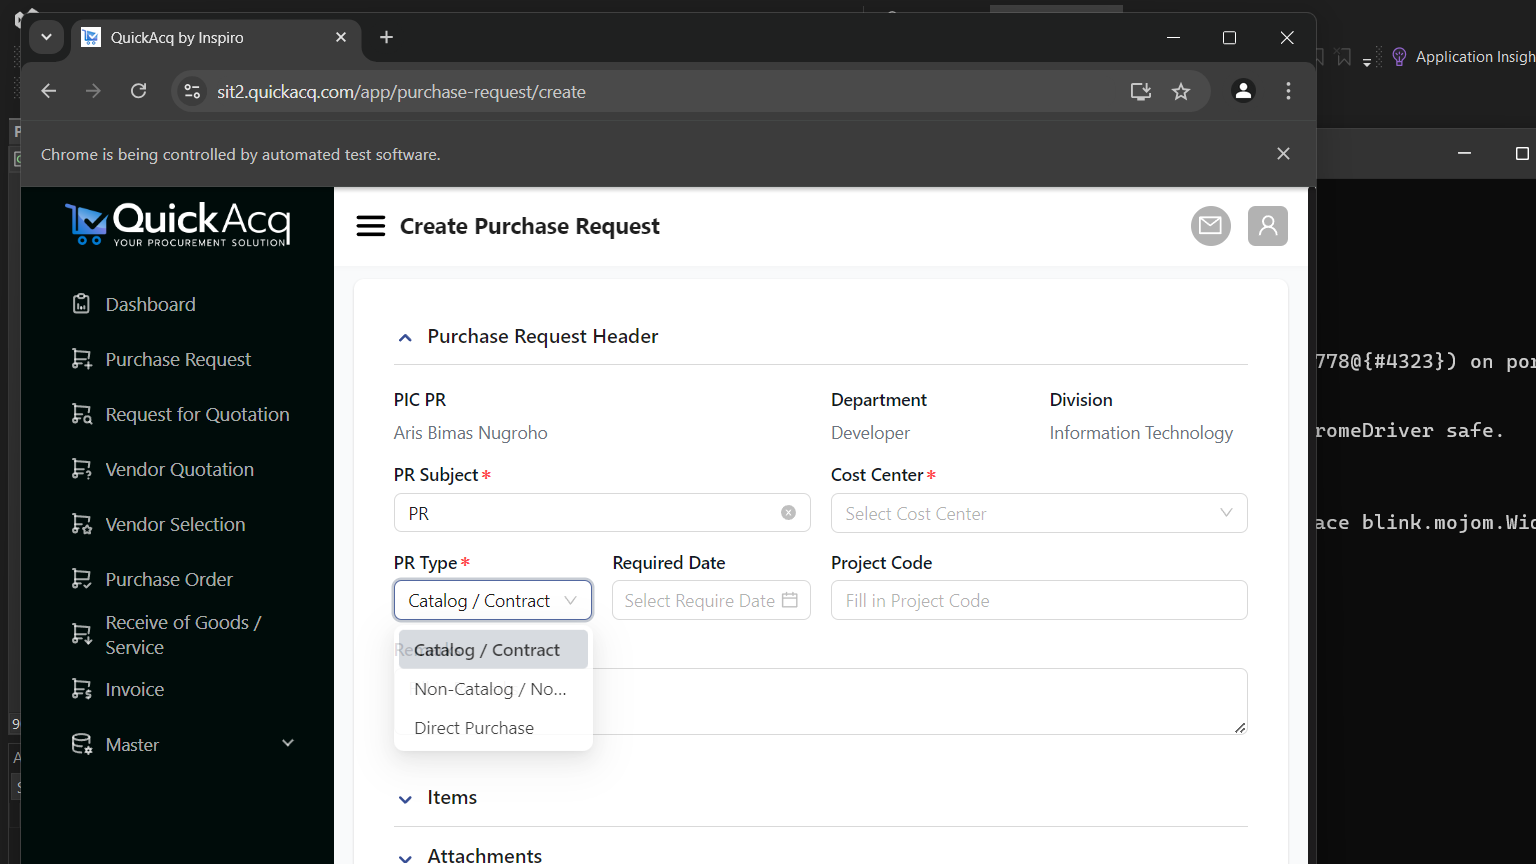 QuickAcq by Inspiro
Application Insigh
sit2.quickacq.com/app/purchase-request/create
Chrome is being controlled by automated test software.
QuickAcq
YOUR PROCUREMENT SOLUTION
Create Purchase Request
Dashboard
Purchase Request
Request for Quotation
Vendor Quotation
Vendor Selection
Purchase Order
Receive of Goods /
Service
Invoice
Master
Purchase Request Header
PIC PR
Department
Division
Aris Bimas Nugroho
Developer
Information Technology
PR Subject*
Cost Center*
PR
Select Cost Center
PR Type*
Required Date
Project Code
Catalog / Contract
Select Require Date
Fill in Project Code
Catalog / Contract
Non-Catalog / No...
Direct Purchase
Items
Attachments
778@{#4323}) on por
romeDriver safe.
ace blink.mojom.Wid